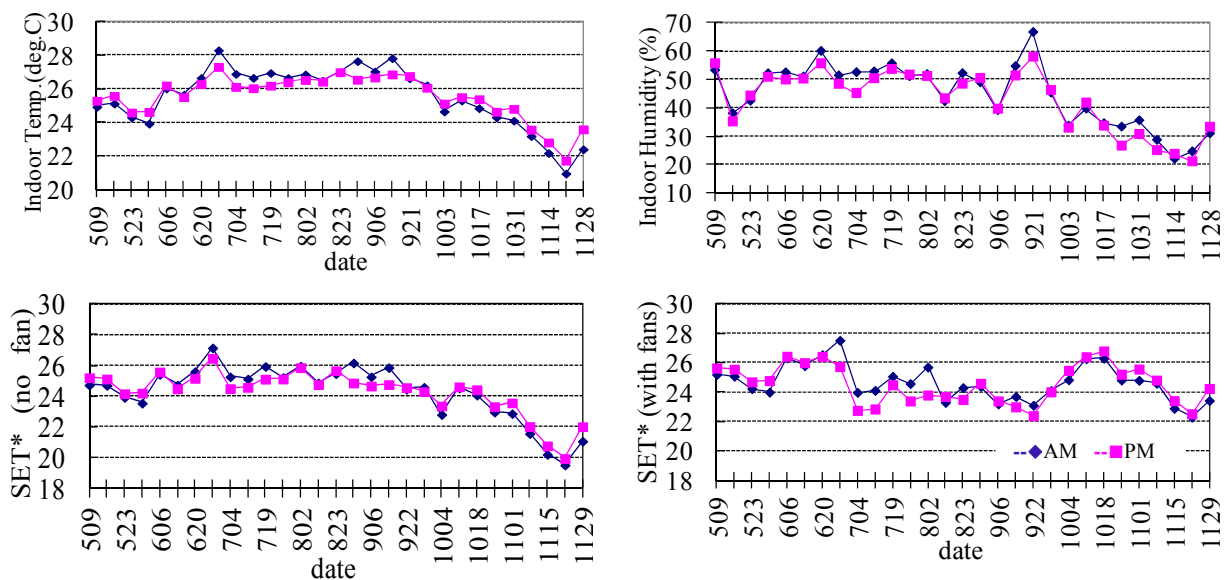 Indoor Temp.(deg.C)
30
28
26
24
22
20
509 523 606 620 704 719 802 823 906 921 1003 1017 1031 1114 1128
date
Indoor Humidity (%)
70
60
50
40
30
20
10
509 523 606 620 704 719 802 823 906 921 1003 1017 1031 1114 1128
SET* (no fan)
30
28
26
24
22
20
18
509 523 606 620 704 719 802 823 906 922 1004 1018 1101 1115 1129
date
SET* (with fans)
30
28
26
24
22
20
18
AM PM
509 523 606 620 704 719 802 823 906 922 1004 1018 1101 1115 1129
date